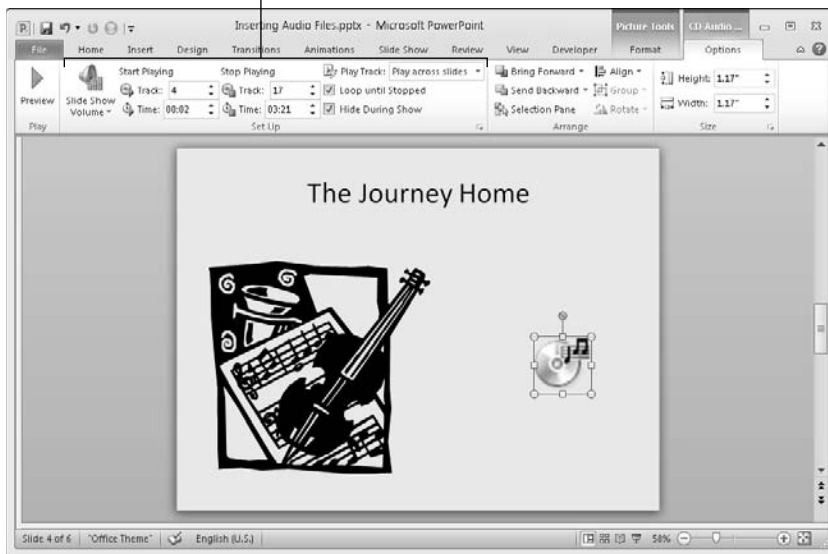 Inserting Audio Files.pptx - Microsoft PowerPoint
Picture Tools
CD Audio ...
File Home Insert Design Transitions Animations Slide Show Review View Developer Format Options
Start Playing Stop Playing Play Track: Play across slides Bring Forward Align Height: 1.17"
Preview Slide Show Volume Track: 4 Track: 17 Loop until Stopped Send Backward Group
Time: 00:02 Time: 03:21 Hide During Show Selection Pane Rotate Width: 1.17"
Play Set Up Arrange Size
The Journey Home
Slide 4 of 6 "Office Theme" English (U.S.) 58%